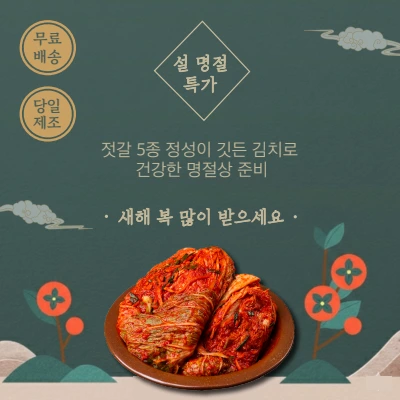 무료
배송
당일
제조
설 명절
특가
젓갈 5종 정성이 깃든 김치로
건강한 명절상 준비
· 새해 복 많이 받으세요 ·